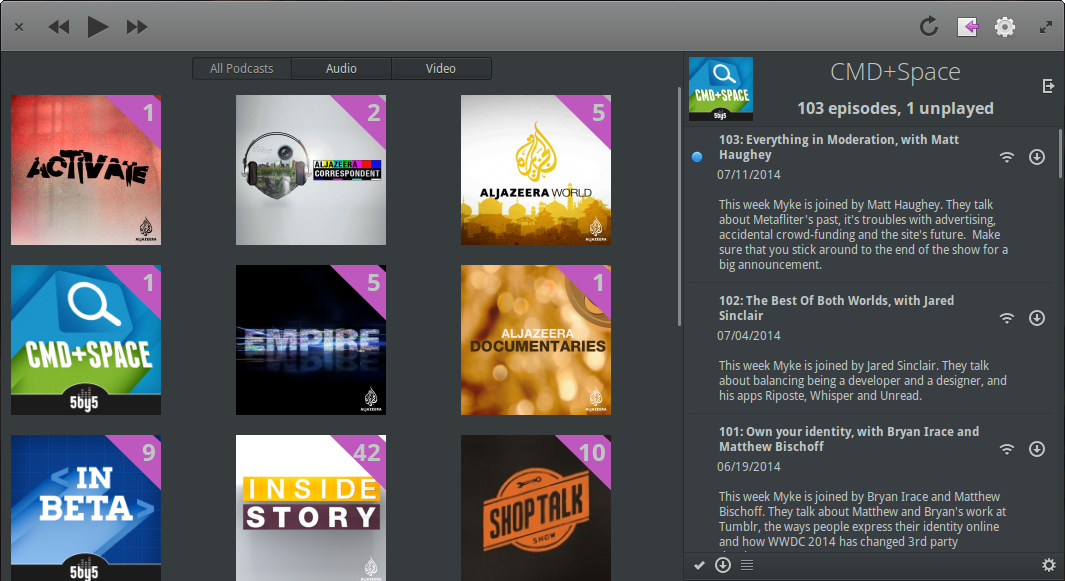 All Podcasts
Audio
Video
1
ACTIVATE
ALJAZEERA
2
ALJAZEERA
CORRESPONDENT
5
ALJAZEERA WORLD
ALJAZEERA
1
CMD+SPACE
5by5
5
EMPIRE
ALJAZEERA
1
ALJAZEERA
DOCUMENTARIES
ALJAZEERA
9
< IN
BETA >
5by5
42
INSIDE
STORY
ALJAZEERA
10
SHOP TALK
SHOW
CMD+SPACE
5by5
CMD+Space
103 episodes, 1 unplayed
103: Everything in Moderation, with Matt
Haughey
07/11/2014
This week Myke is joined by Matt Haughey. They talk
about Metafliter's past, it's troubles with advertising,
accidental crowd-funding and the site's future.  Make
sure that you stick around to the end of the show for a
big announcement.
102: The Best Of Both Worlds, with Jared
Sinclair
07/04/2014
This week Myke is joined by Jared Sinclair. They talk
about balancing being a developer and a designer, and
his apps Riposte, Whisper and Unread.
101: Own your identity, with Bryan Irace and
Matthew Bischoff
06/19/2014
This week Myke is joined by Bryan Irace and Matthew
Bischoff. They talk about Matthew and Bryan's work at
Tumblr, the ways people express their identity online
and how WWDC 2014 has changed 3rd party